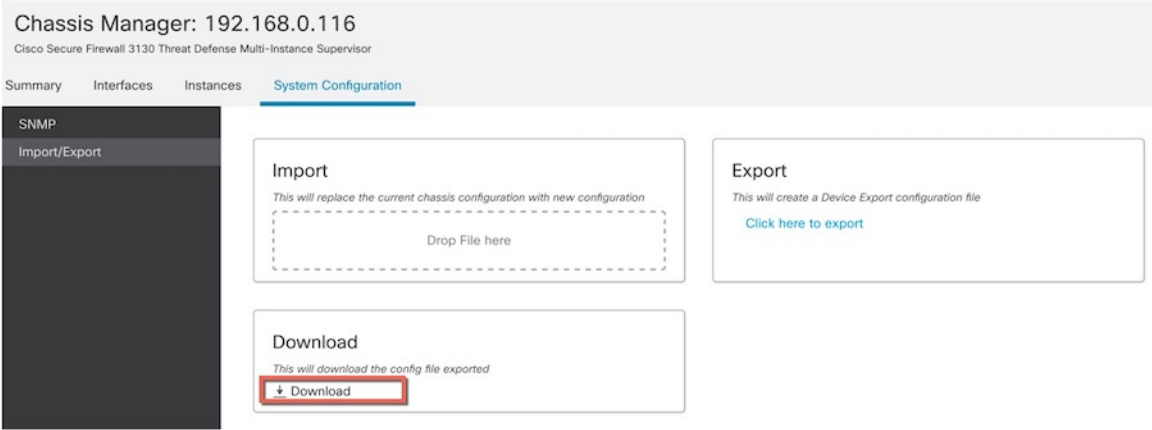 Chassis Manager: 192.168.0.116
Cisco Secure Firewall 3130 Threat Defense Multi-Instance Supervisor
Summary Interfaces Instances System Configuration
SNMP
Import/Export
Import
This will replace the current chassis configuration with new configuration
Drop File here
Export
This will create a Device Export configuration file
Click here to export
Download
This will download the config file exported
Download